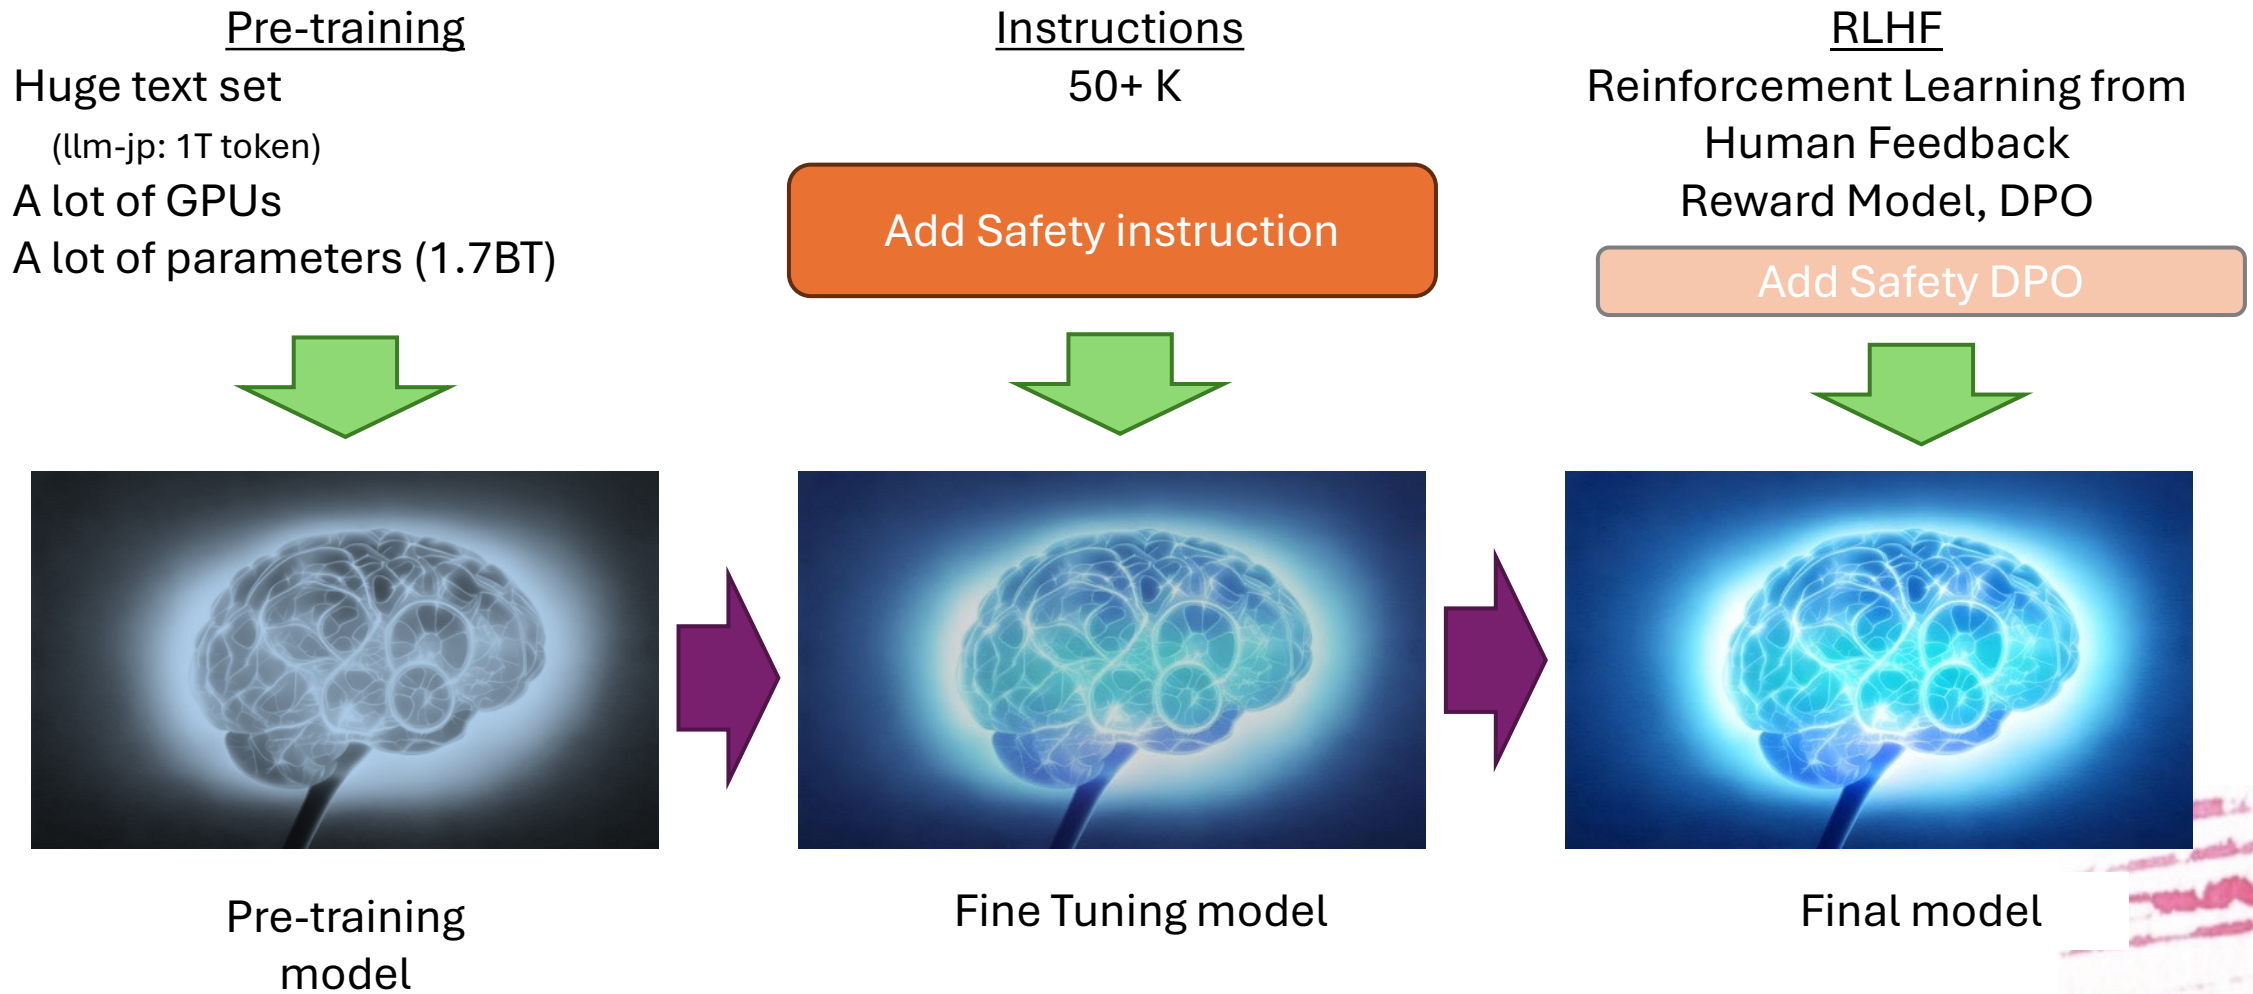 Pre-training
Huge text set
(llm-jp: 1T token)
A lot of GPUs
A lot of parameters (1.7BT)
Instructions
50+ K
Add Safety instruction
RLHF
Reinforcement Learning from
Human Feedback
Reward Model, DPO
Add Safety DPO
Pre-training
model
Fine Tuning model
Final model